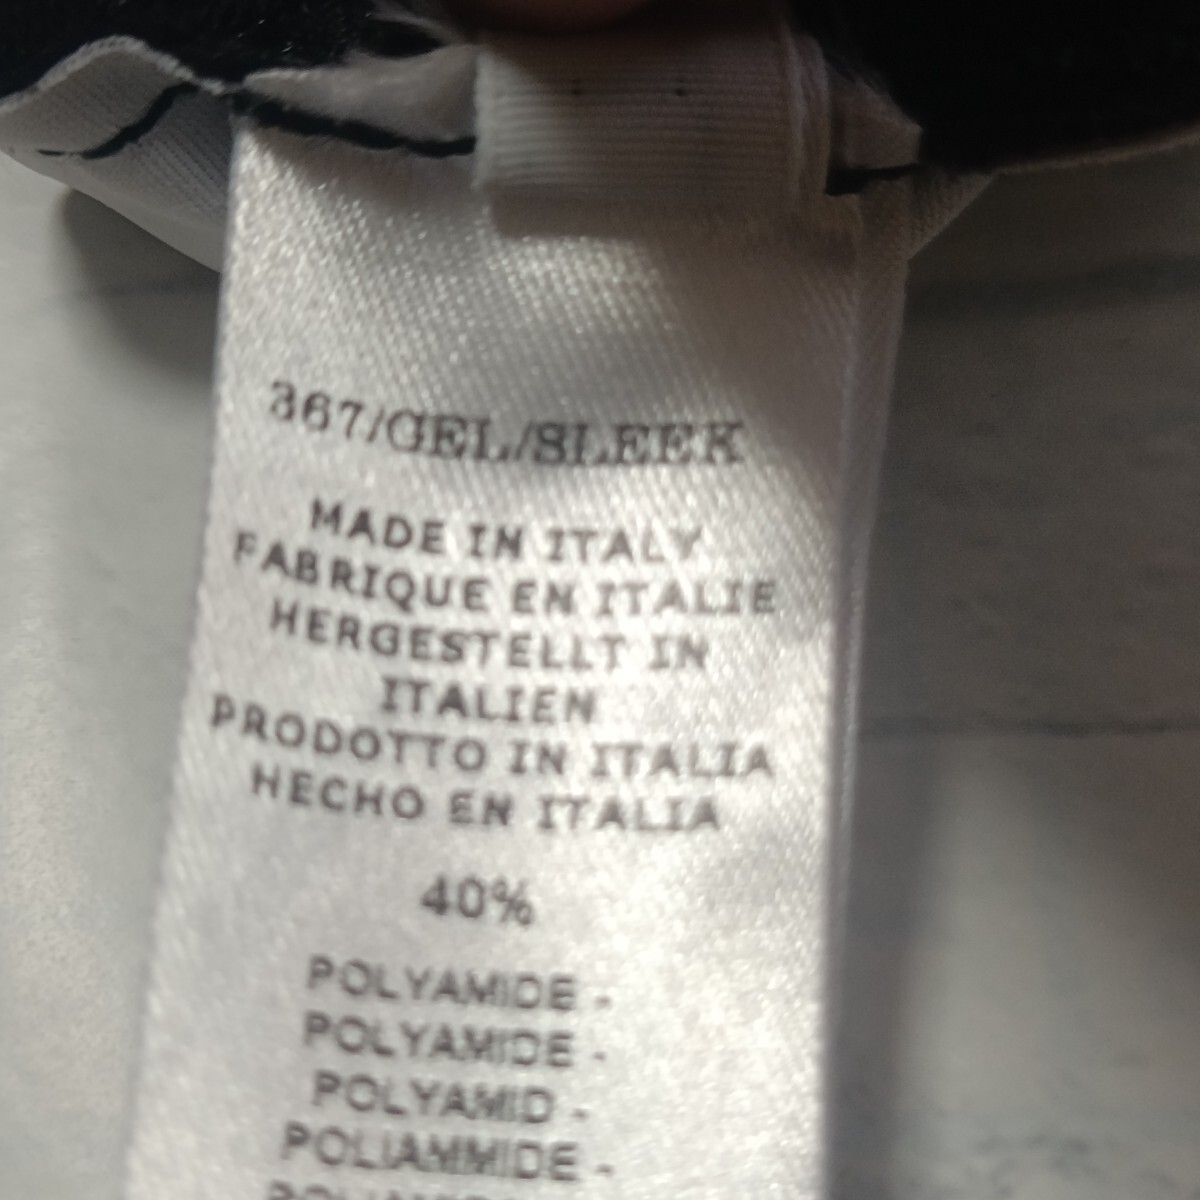 367/GEL/SLEEK
MADE IN ITALY
FABRIQUE EN ITALIE
HERGESTELLT IN
ITALIEN
PRODOTTO IN ITALIA
HECHO EN ITALIA
40%
POLYAMIDE -
POLYAMIDE -
POLYAMID -
POLIAMMIDE -